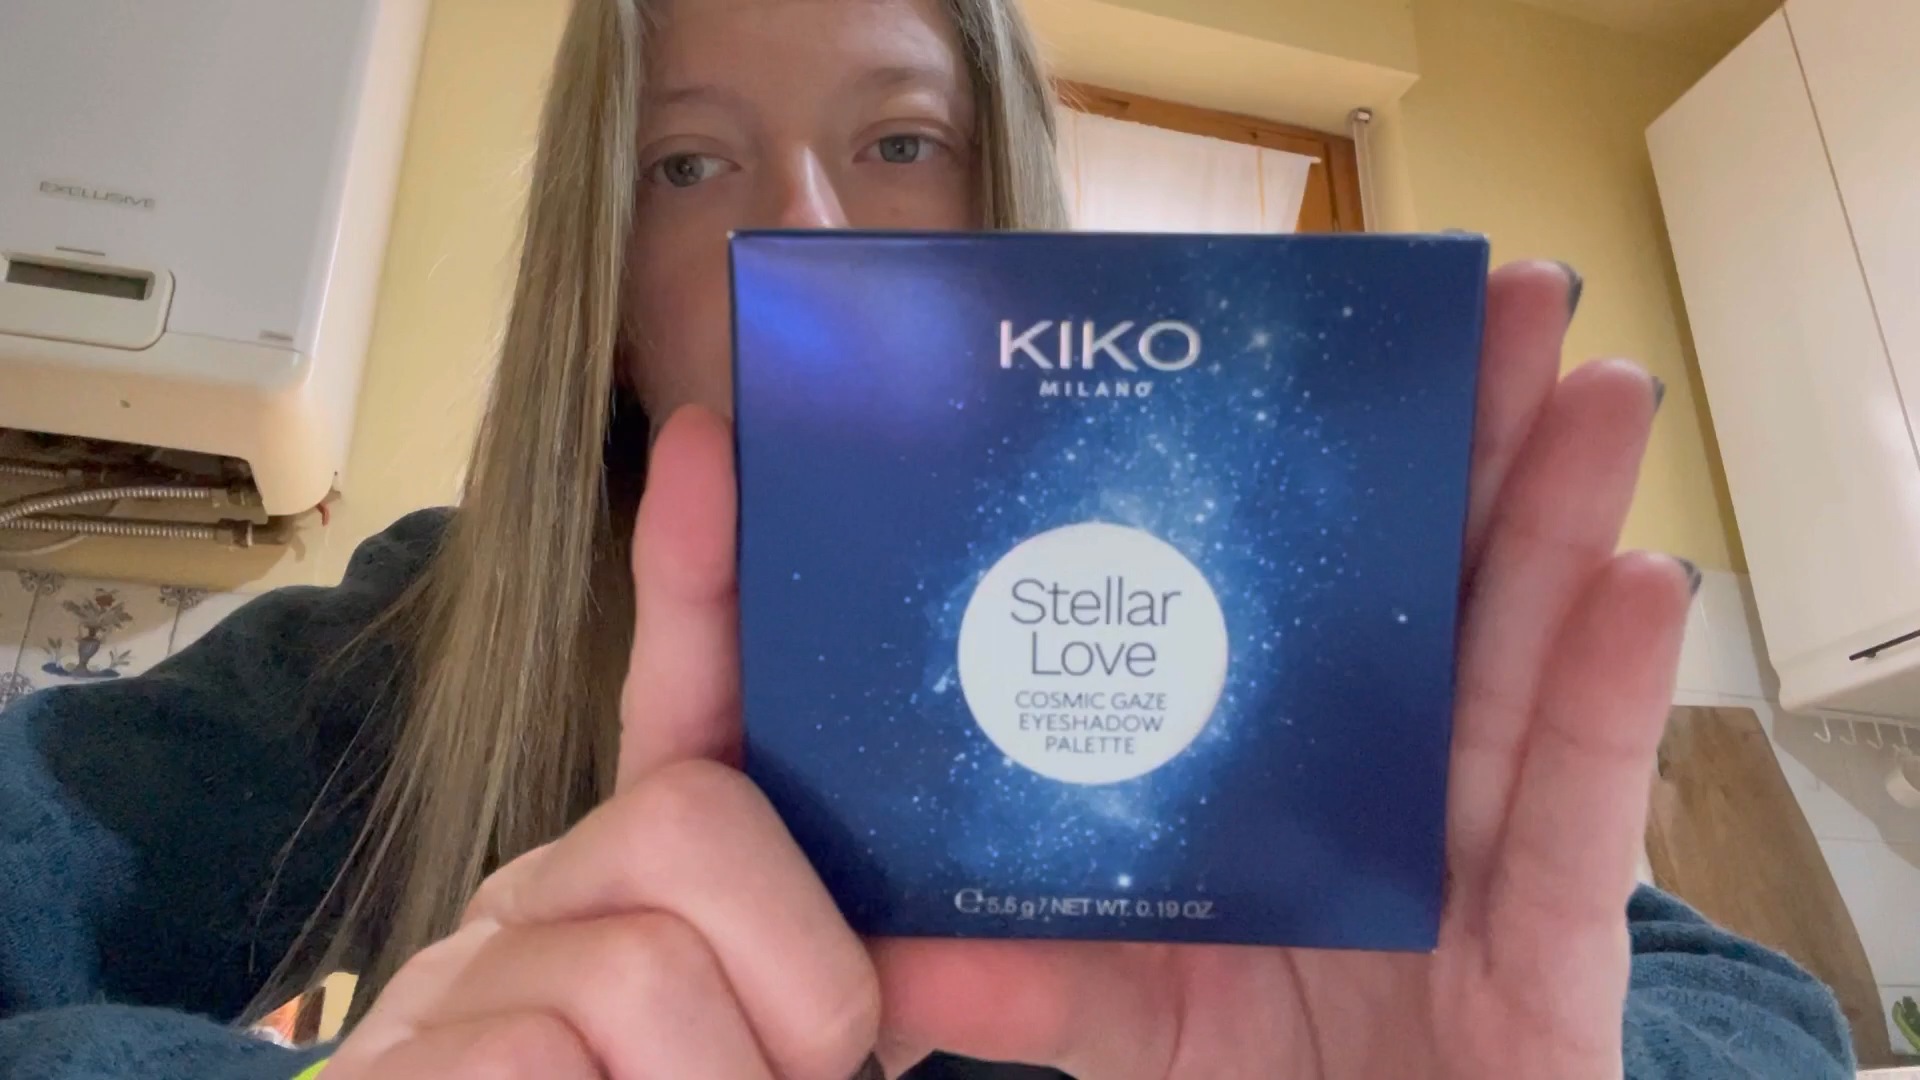 EXCLUSIVE
KIKO
MILANO
Stellar
Love
COSMIC GAZE
EYESHADOW
PALETTE
℮ 5.5 g / NET WT. 0.19 OZ.